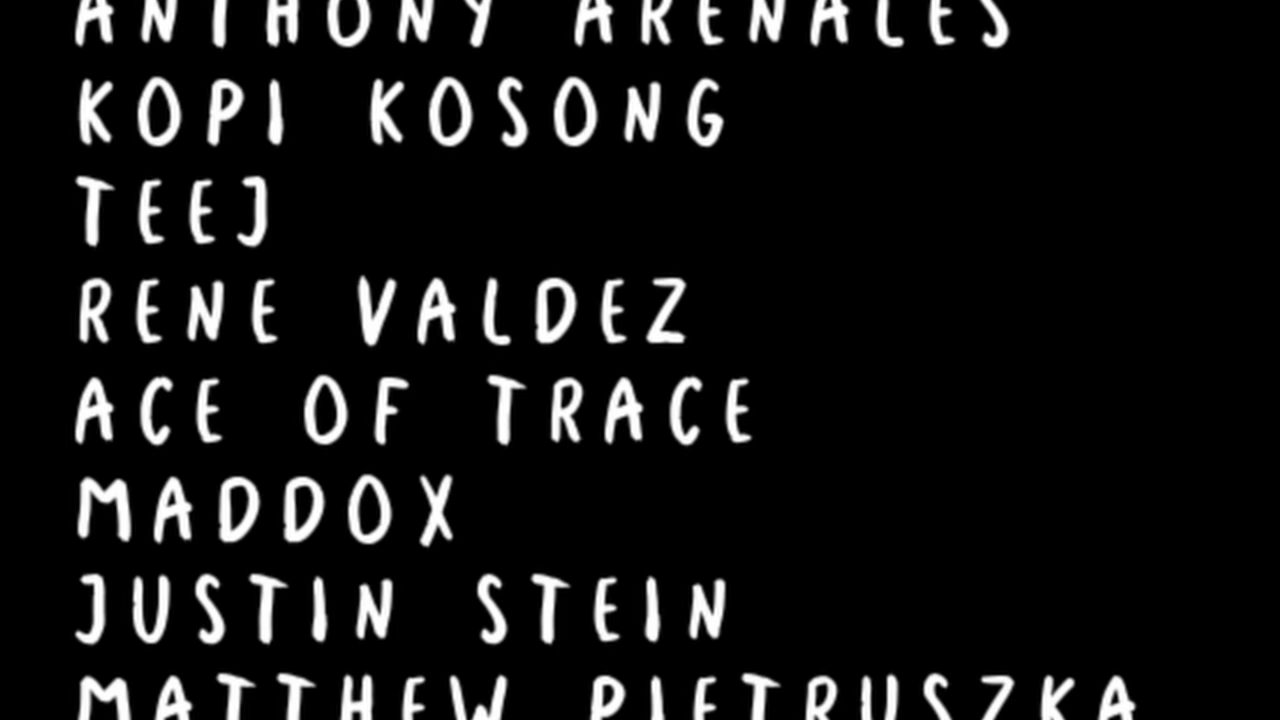 ANTHONY ARENALES
KOPI KOSONG
TEEJ
RENE VALDEZ
ACE OF TRACE
MADDOX
JUSTIN STEIN
MATTHEW PIETRUSZKA